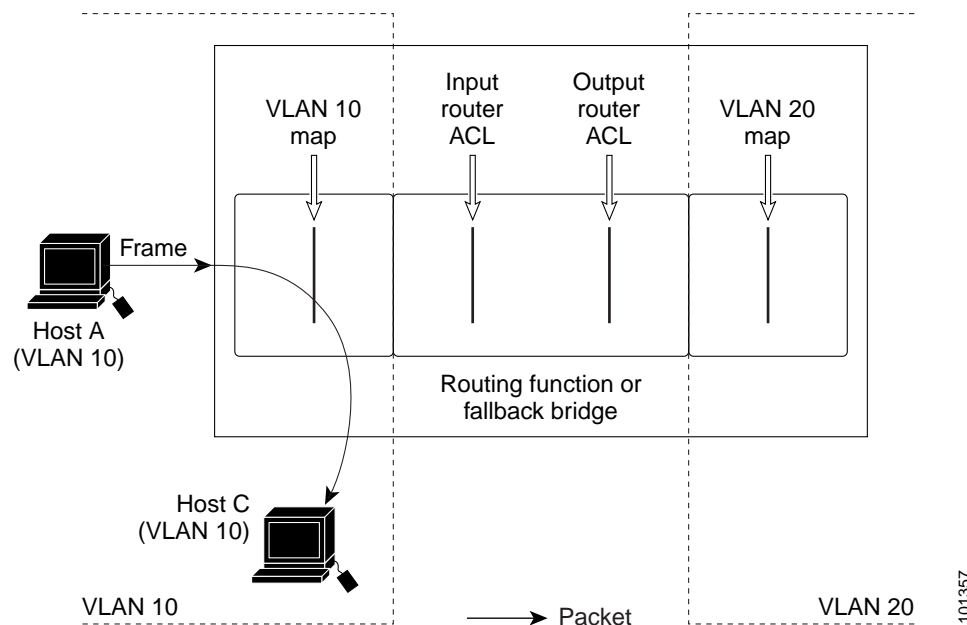 VLAN 10
map
Input
router
ACL
Output
router
ACL
VLAN 20
map
Frame
Host A
(VLAN 10)
Routing function or
fallback bridge
Host C
(VLAN 10)
VLAN 10
Packet
VLAN 20
101357